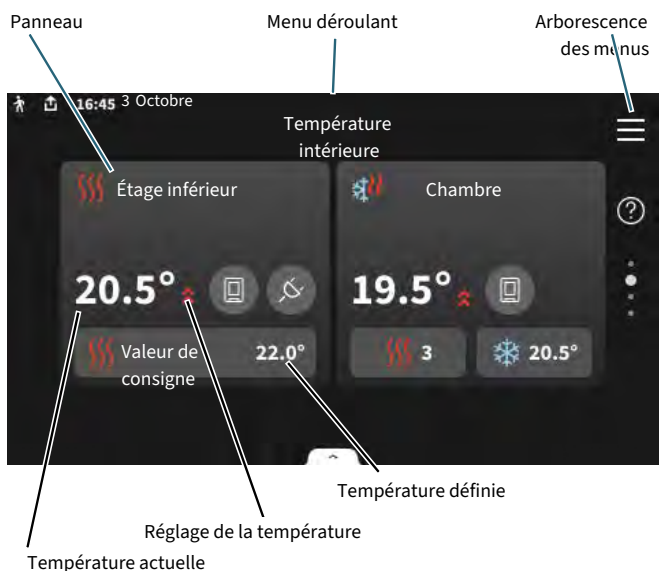 Panneau
Menu déroulant
Arborescence
des menus
16:45 3 Octobre
Température
intérieure
Étage inférieur
Chambre
20.5°
19.5°
Valeur de
consigne
22.0°
3
20.5°
Température définie
Réglage de la température
Température actuelle